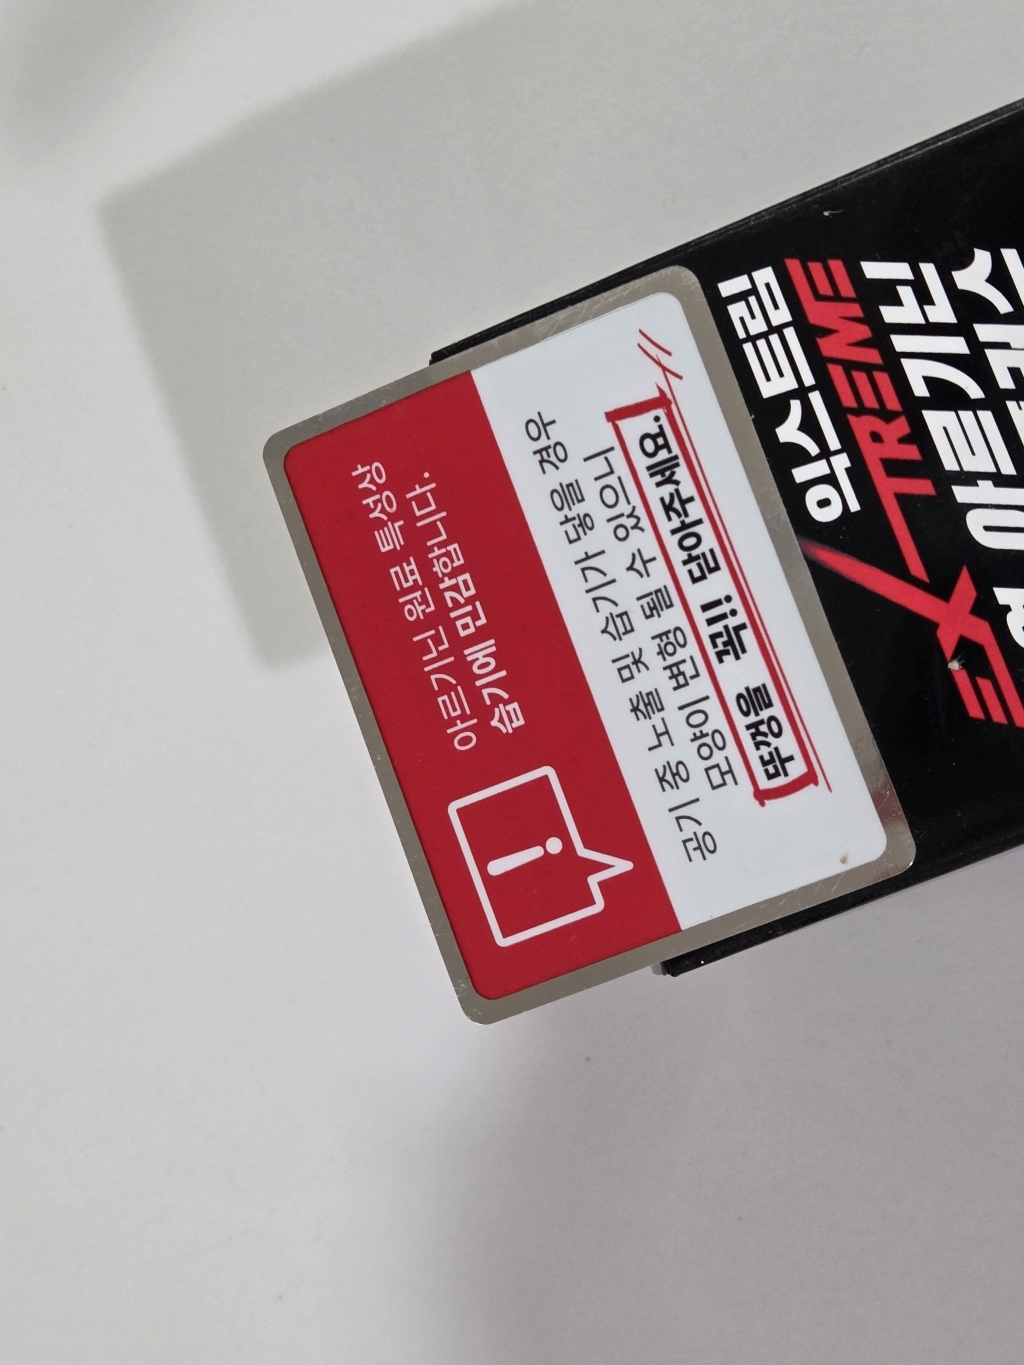 아르기닌 원료 특성상
습기에 민감합니다.
공기 중 노출 및 습기가 닿을 경우
모양이 변형 될 수 있으니
뚜껑을 꼭!! 닫아주세요.
익스트림
EXTREME
아르기닌